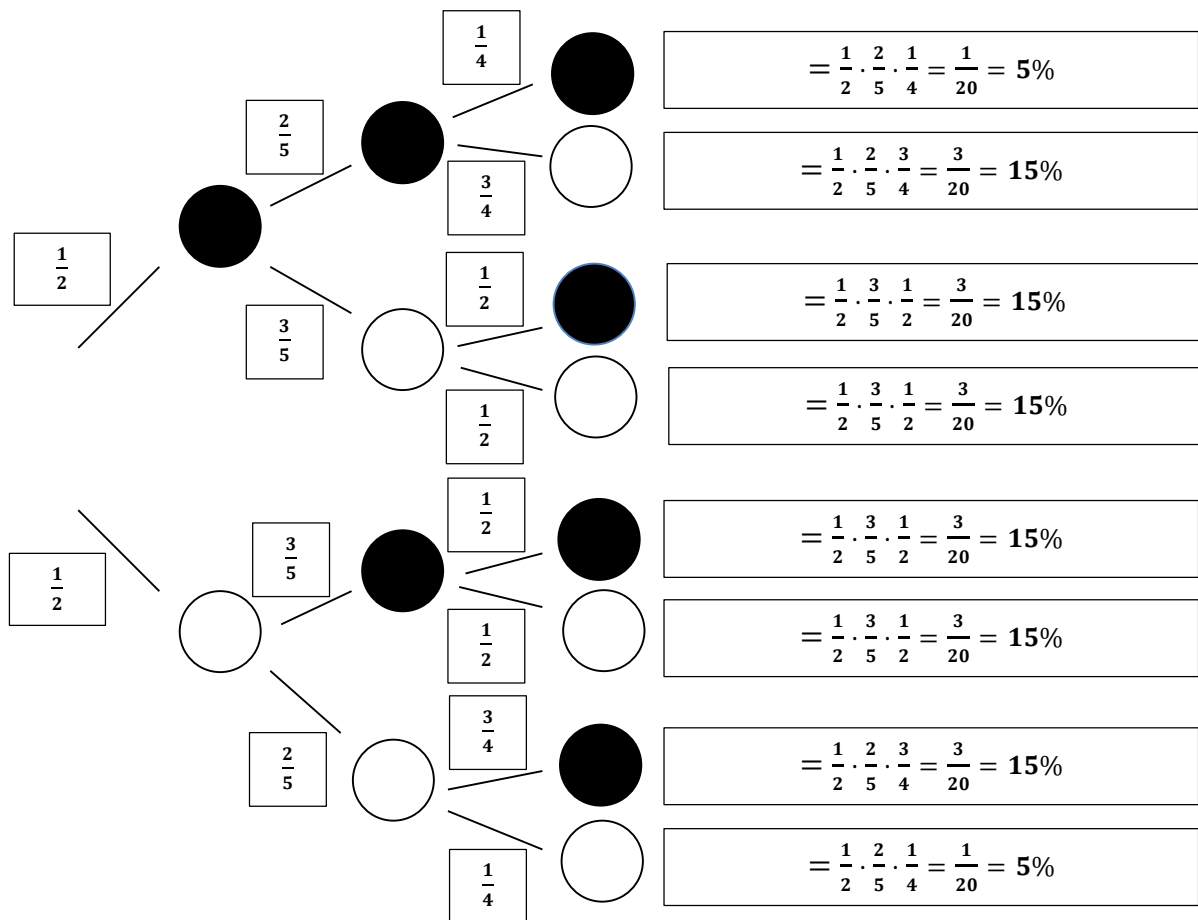 1/4
= 1/2 · 2/5 · 1/4 = 1/20 = 5%
2/5
3/4
= 1/2 · 2/5 · 3/4 = 3/20 = 15%
1/2
1/2
= 1/2 · 3/5 · 1/2 = 3/20 = 15%
3/5
1/2
= 1/2 · 3/5 · 1/2 = 3/20 = 15%
1/2
3/5
= 1/2 · 3/5 · 1/2 = 3/20 = 15%
1/2
1/2
= 1/2 · 3/5 · 1/2 = 3/20 = 15%
3/4
2/5
= 1/2 · 2/5 · 3/4 = 3/20 = 15%
1/4
= 1/2 · 2/5 · 1/4 = 1/20 = 5%